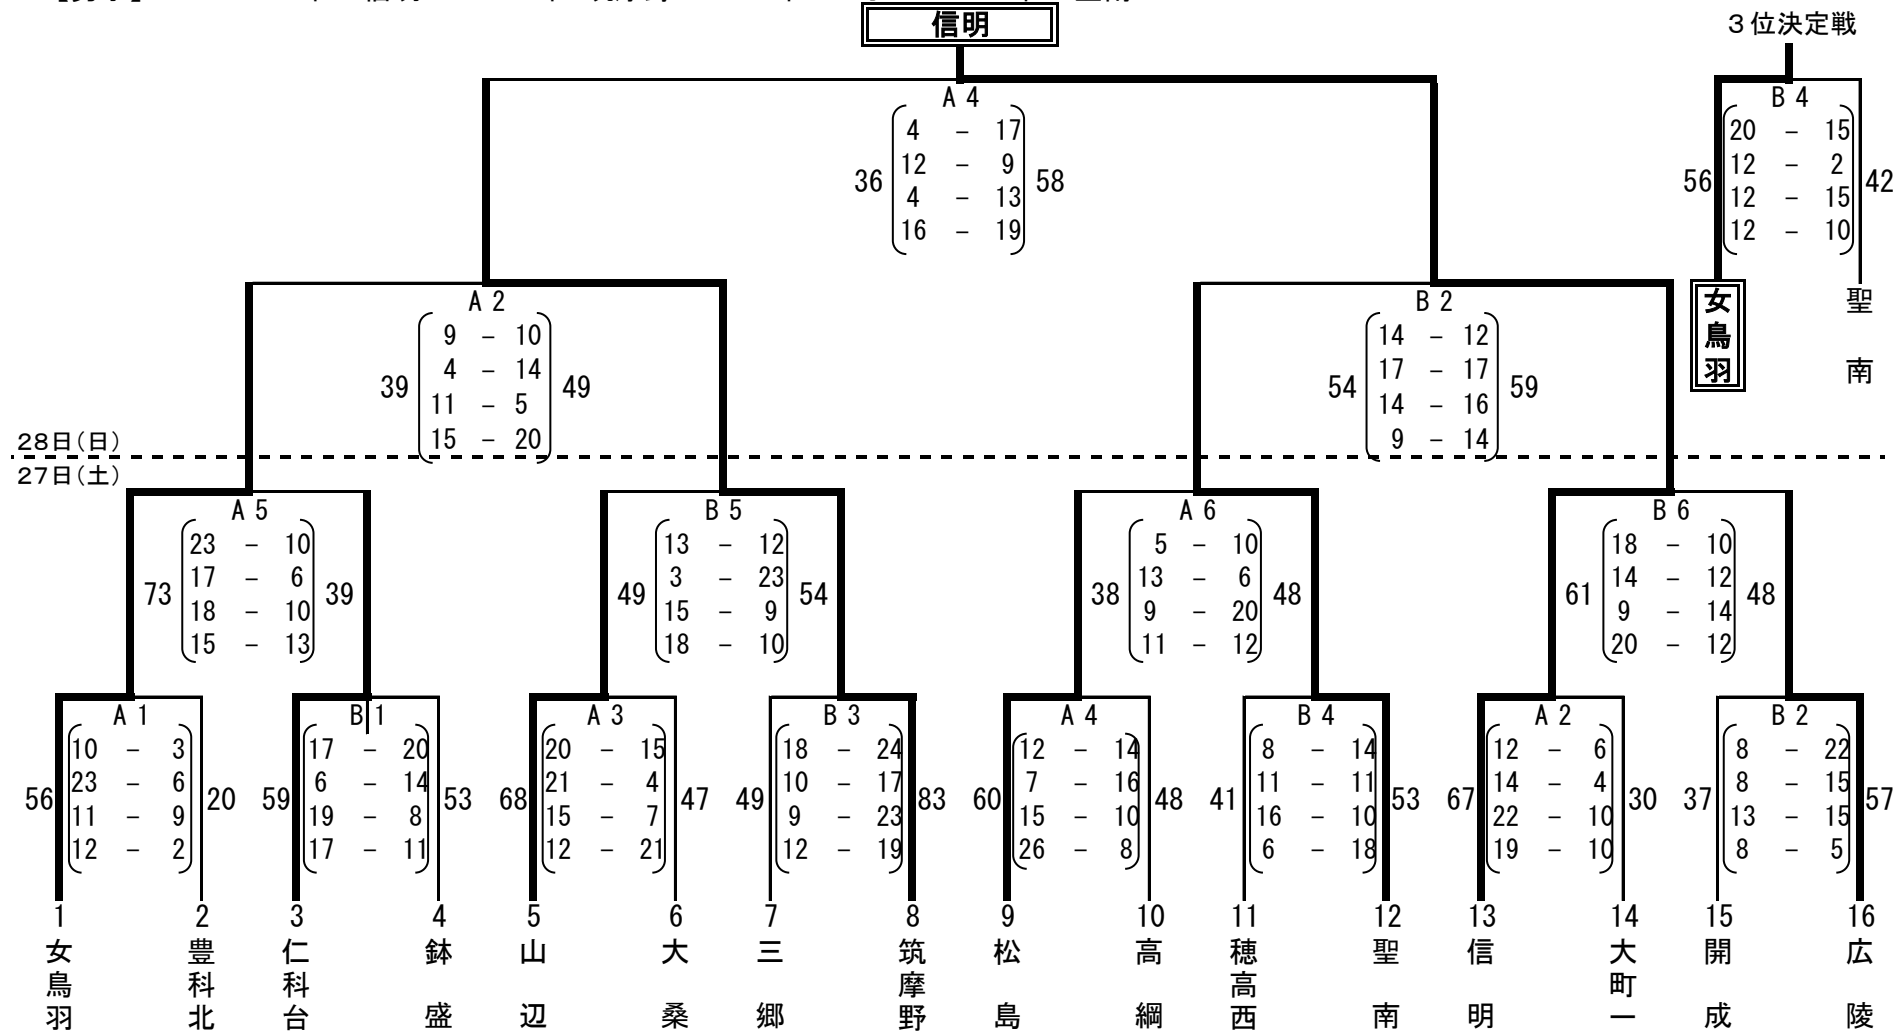 信明
３位決定戦
A 4
36
4 – 17
12 – 9
4 – 13
16 – 19
58
B 4
56
20 – 15
12 – 2
12 – 15
12 – 10
42
女鳥羽
聖南
A 2
39
9 – 10
4 – 14
11 – 5
15 – 20
49
B 2
54
14 – 12
17 – 17
14 – 16
9 – 14
59
28日(日)
27日(土)
A 5
73
23 – 10
17 – 6
18 – 10
15 – 13
39
B 5
49
13 – 12
3 – 23
15 – 9
18 – 10
54
A 6
38
5 – 10
13 – 6
9 – 20
11 – 12
48
B 6
61
18 – 10
14 – 12
9 – 14
20 – 12
48
A 1
56
10 – 3
23 – 6
11 – 9
12 – 2
20
B 1
59
17 – 20
6 – 14
19 – 8
17 – 11
53
A 3
68
20 – 15
21 – 4
15 – 7
12 – 21
47
B 3
49
18 – 24
10 – 17
9 – 23
12 – 19
83
A 4
60
12 – 14
7 – 16
15 – 10
26 – 8
48
B 4
41
8 – 14
11 – 11
16 – 10
6 – 18
53
A 2
67
12 – 6
14 – 4
22 – 10
19 – 10
30
B 2
37
8 – 22
8 – 15
13 – 15
8 – 5
57
1
女鳥羽
2
豊科北
3
仁科台
4
鉢盛
5
山辺
6
大桑
7
三郷
8
筑摩野
9
松島
10
高綱
11
穂高西
12
聖南
13
信明
14
大町一
15
開成
16
広陵